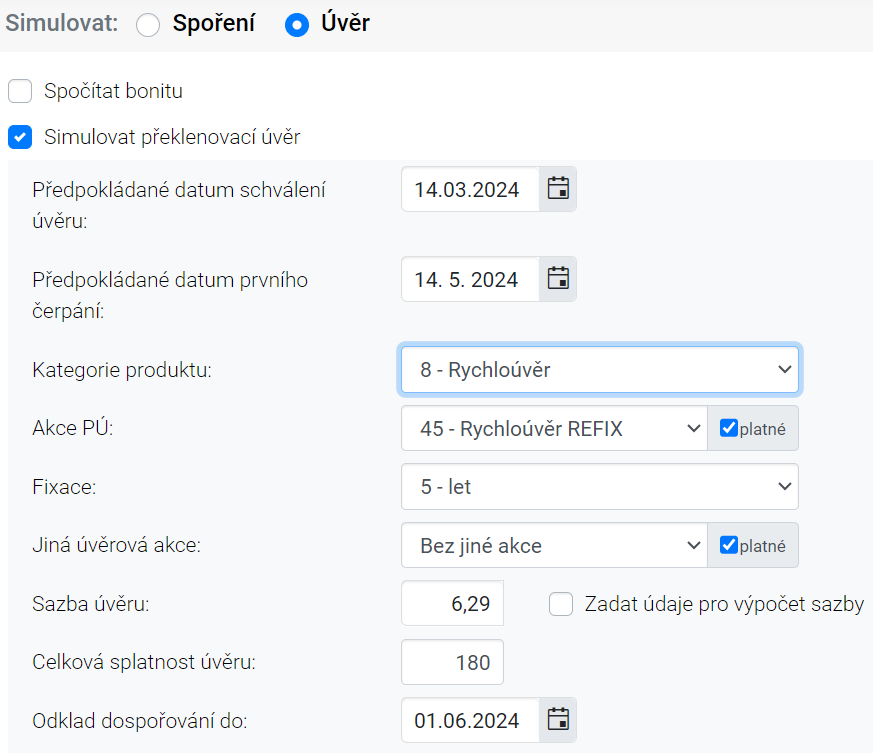 Simulovat: Spoření Úvěr
Spočítat bonitu
Simulovat překlenovací úvěr
Předpokládané datum schválení
úvěru:
14.03.2024
Předpokládané datum prvního
čerpání:
14. 5. 2024
Kategorie produktu: 8 - Rychloúvěr
Akce PÚ: 45 - Rychloúvěr REFIX platné
Fixace: 5 - let
Jiná úvěrová akce: Bez jiné akce platné
Sazba úvěru: 6,29 Zadat údaje pro výpočet sazby
Celková splatnost úvěru: 180
Odklad dospořování do: 01.06.2024